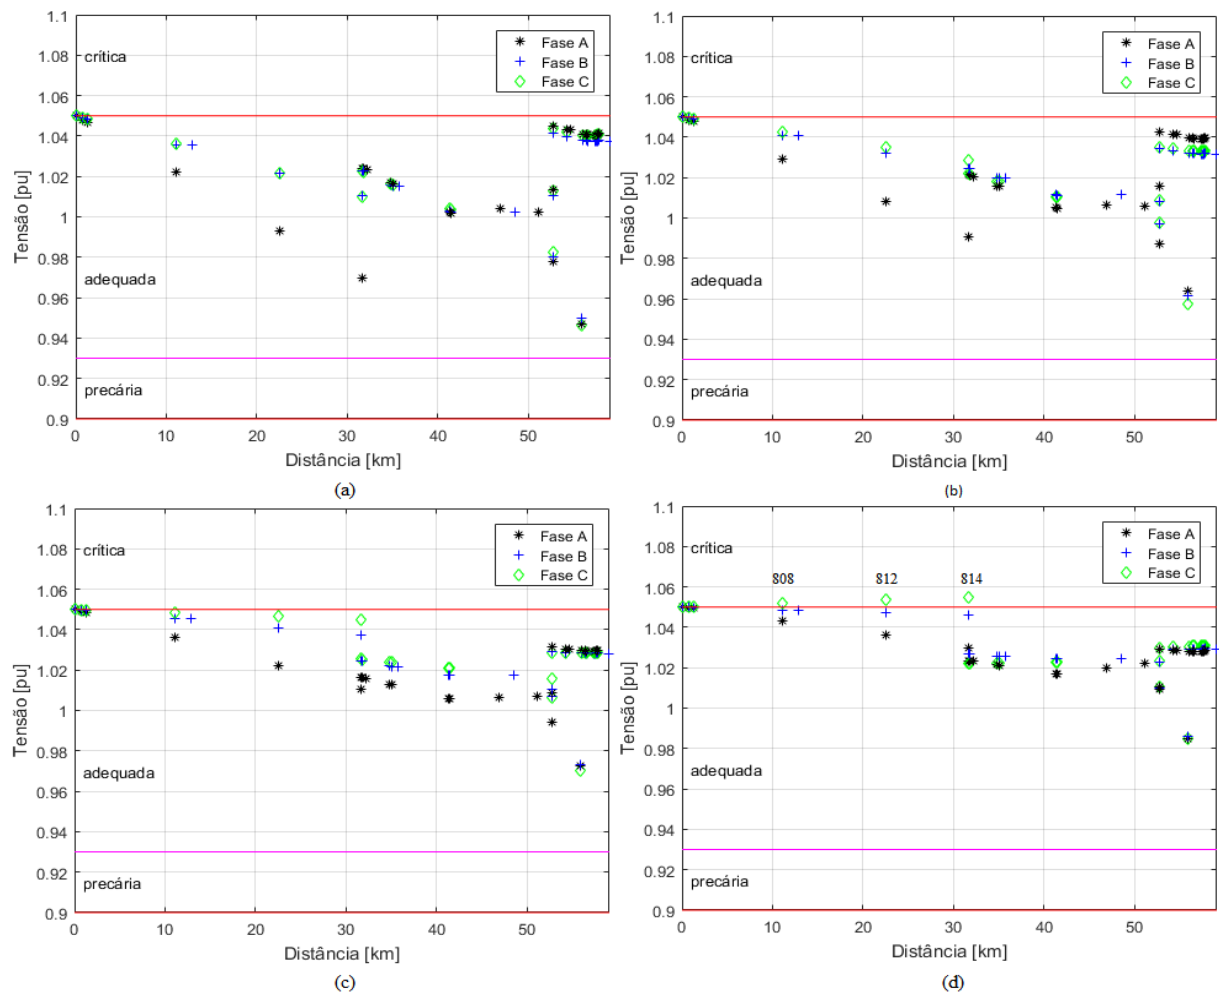 1.1
1.08
1.06
1.04
1.02
1
0.98
0.96
0.94
0.92
0.9
Tensão [pu]
crítica
adequada
precária
Fase A
Fase B
Fase C
0 10 20 30 40 50
Distância [km]
(a)
1.1
1.08
1.06
1.04
1.02
1
0.98
0.96
0.94
0.92
0.9
Tensão [pu]
crítica
adequada
precária
Fase A
Fase B
Fase C
0 10 20 30 40 50
Distância [km]
(b)
1.1
1.08
1.06
1.04
1.02
1
0.98
0.96
0.94
0.92
0.9
Tensão [pu]
crítica
adequada
precária
Fase A
Fase B
Fase C
0 10 20 30 40 50
Distância [km]
(c)
1.1
1.08
1.06
1.04
1.02
1
0.98
0.96
0.94
0.92
0.9
Tensão [pu]
crítica
808 812 814
adequada
precária
Fase A
Fase B
Fase C
0 10 20 30 40 50
Distância [km]
(d)